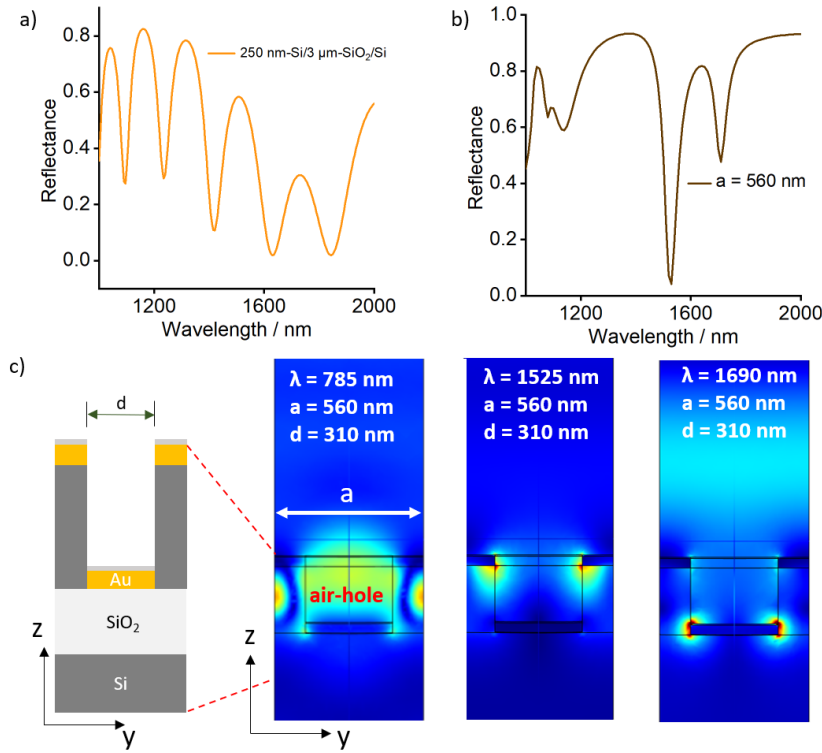 a)
0.8
0.6
0.4
0.2
0.0
Reflectance
250 nm-Si/3 μm-SiO₂/Si
1200
1600
2000
Wavelength / nm
b)
1.0
0.8
0.6
0.4
0.2
0.0
Reflectance
a = 560 nm
1200
1600
2000
Wavelength / nm
c)
d
Au
SiO₂
Si
z
y
λ = 785 nm
a = 560 nm
d = 310 nm
a
air-hole
z
y
λ = 1525 nm
a = 560 nm
d = 310 nm
λ = 1690 nm
a = 560 nm
d = 310 nm